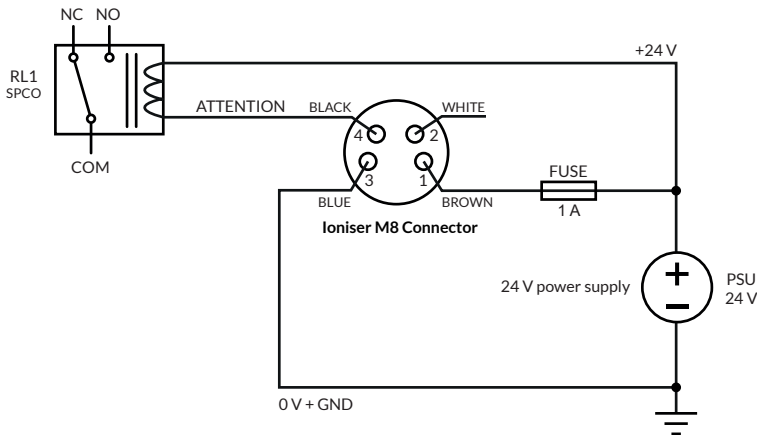 NC NO
+24 V
RL1
SPCO
ATTENTION
BLACK
WHITE
4
2
COM
3
1
FUSE
BLUE
BROWN
1 A
Ioniser M8 Connector
24 V power supply
PSU
24 V
0 V + GND